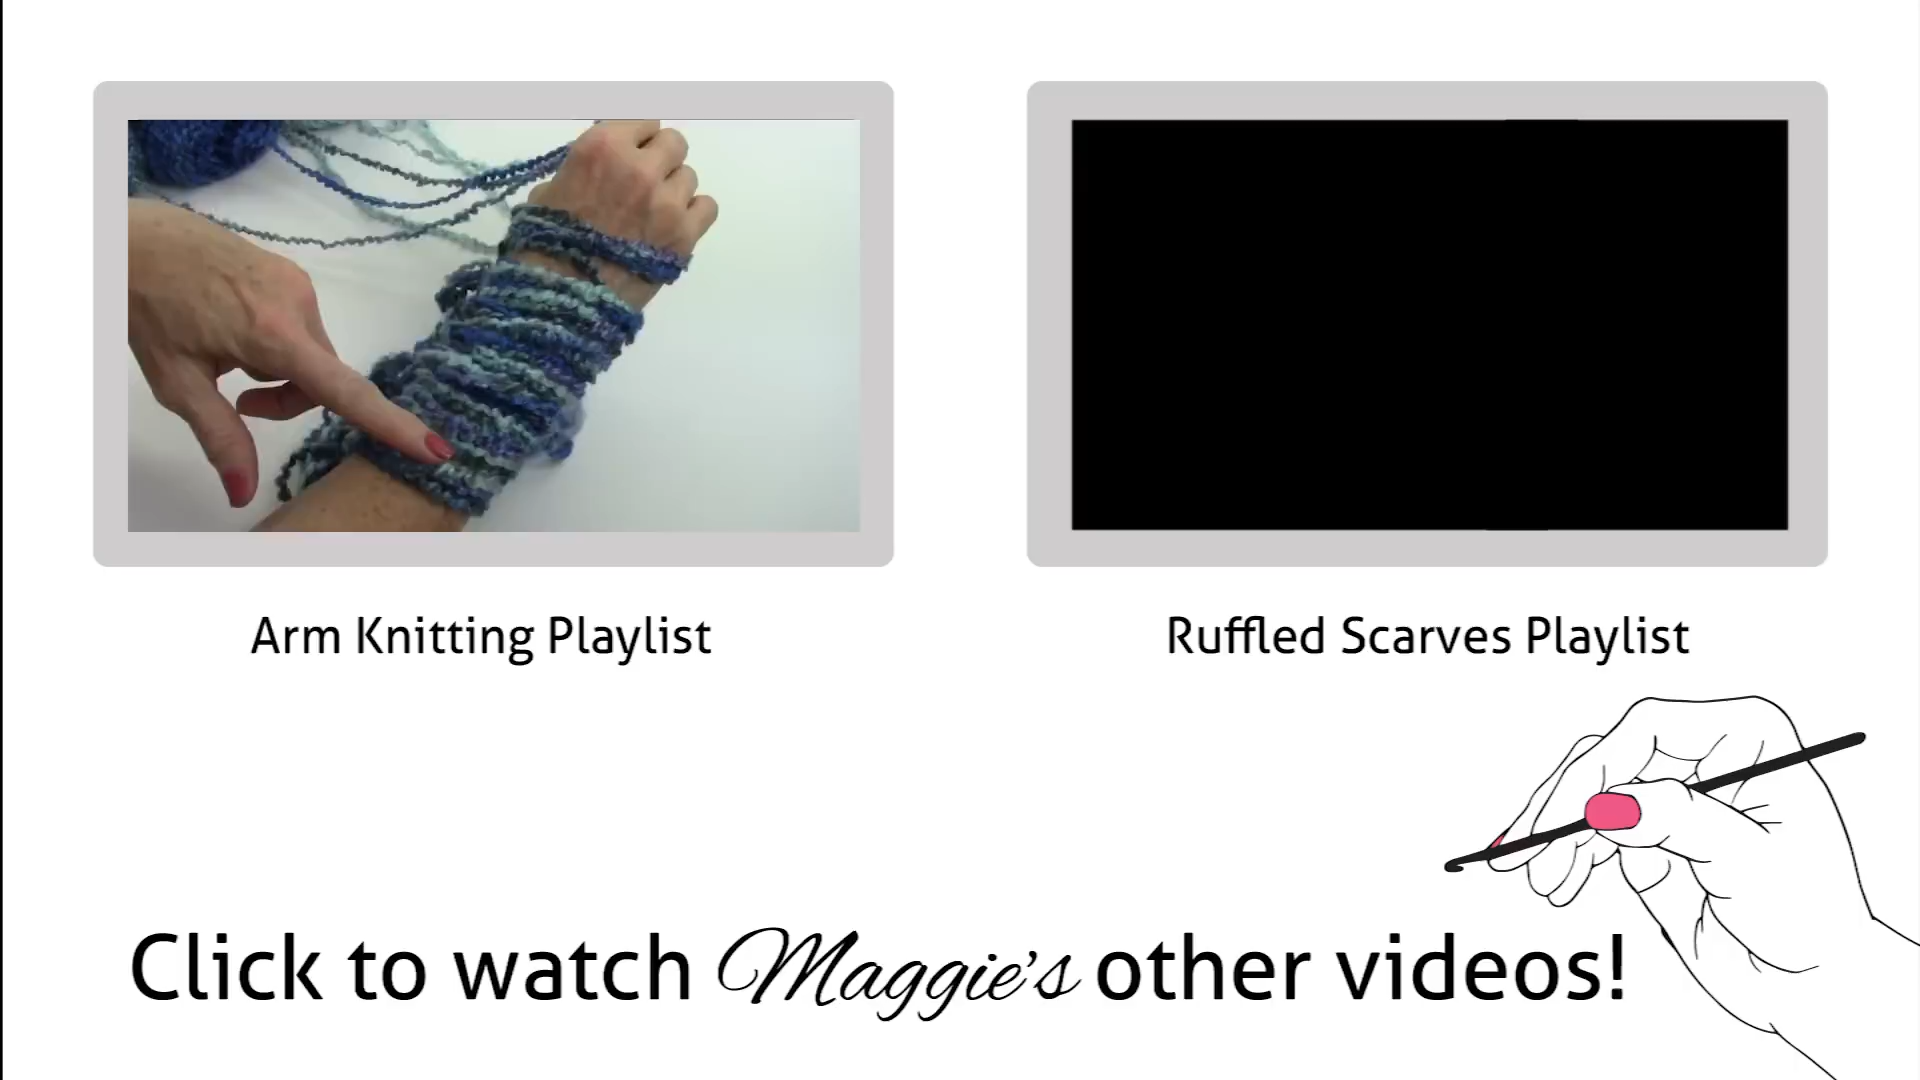 Arm Knitting Playlist
Ruffled Scarves Playlist
Click to watch Maggie's other videos!